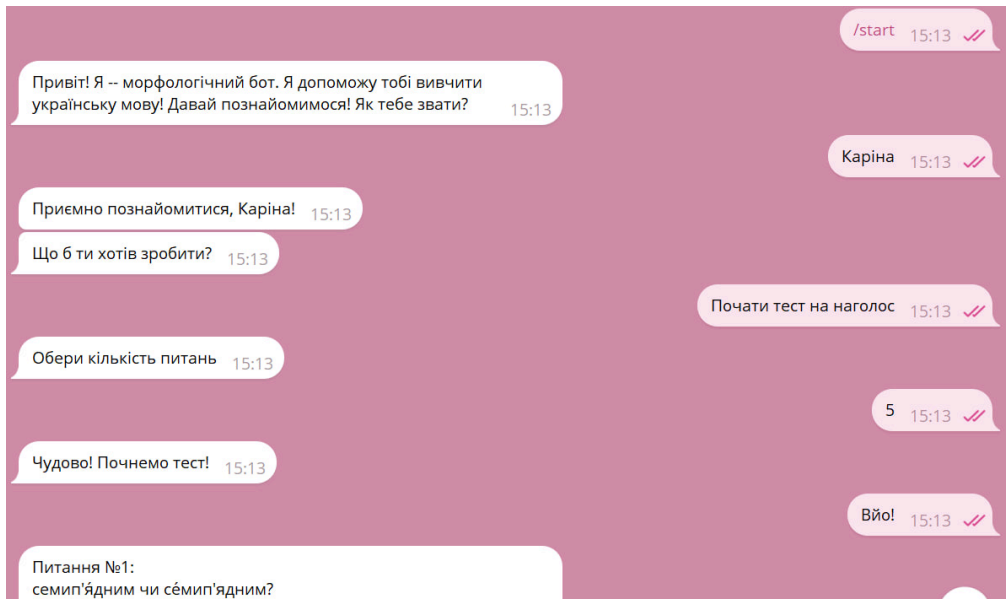 /start 15:13
Привіт! Я -- морфологічний бот. Я допоможу тобі вивчити
українську мову! Давай познайомимося! Як тебе звати? 15:13
Каріна 15:13
Приємно познайомитися, Каріна! 15:13
Що б ти хотів зробити? 15:13
Почати тест на наголос 15:13
Обери кількість питань 15:13
5 15:13
Чудово! Почнемо тест! 15:13
Вйо! 15:13
Питання №1:
семип'я́дним чи се́мип'ядним?